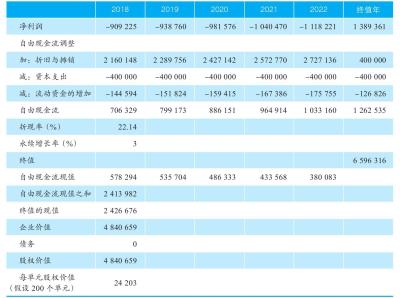 2018 2019 2020 2021 2022 终值年
净利润 -909 225 -938 760 -981 576 -1 040 470 -1 118 221 1 389 361
自由现金流调整
加：折旧与摊销 2 160 148 2 289 756 2 427 142 2 572 770 2 727 136 400 000
减：资本支出 -400 000 -400 000 -400 000 -400 000 -400 000 -400 000
减：流动资金的增加 -144 594 -151 824 -159 415 -167 386 -175 755 -126 826
自由现金流 706 329 799 173 886 151 964 914 1 033 160 1 262 535
折现率（%） 22.14
永续增长率（%） 3
终值 6 596 316
自由现金流现值 578 294 535 704 486 333 433 568 380 083
自由现金流现值之和 2 413 982
终值的现值 2 426 676
企业价值 4 840 659
债务 0
股权价值 4 840 659
每单元股权价值
（假设 200 个单元） 24 203